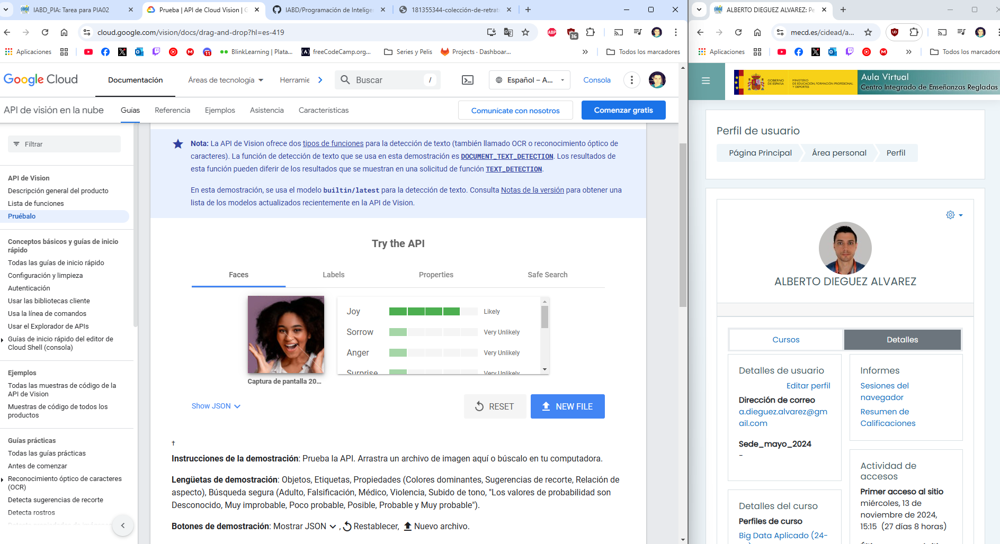 IABD_PIA: Tarea para PIA02
Prueba | API de Cloud Vision | G
IABD/Programación de Inteligen
181355344-colección-de-retrat
cloud.google.com/vision/docs/drag-and-drop?hl=es-419
ABP
36
Aplicaciones
11
BlinkLearning | Plata...
freeCodeCamp.org...
Series y Pelis
Projects · Dashboar...
Todos los marcadores
Google Cloud
Documentación
Áreas de tecnología
Herramie
Buscar
/
Español – A...
Consola
API de visión en la nube
Guías
Referencia
Ejemplos
Asistencia
Características
Comunícate con nosotros
Comenzar gratis
Filtrar
API de Vision
Descripción general del producto
Lista de funciones
Pruébalo
Conceptos básicos y guías de inicio
rápido
Todas las guías de inicio rápido
Configuración y limpieza
Autenticación
Usar las bibliotecas cliente
Usa la línea de comandos
Usar el Explorador de APIs
Guías de inicio rápido del editor de
Cloud Shell (consola)
Ejemplos
Todas las muestras de código de la
API de Vision
Muestras de código de todos los
productos
Guías prácticas
Todas las guías prácticas
Antes de comenzar
Reconocimiento óptico de caracteres
(OCR)
Detecta sugerencias de recorte
Detecta rostros
Nota: La API de Vision ofrece dos tipos de funciones para la detección de texto (también llamado OCR o reconocimiento óptico de
caracteres). La función de detección de texto que se usa en esta demostración es DOCUMENT_TEXT_DETECTION. Los resultados de
esta función pueden diferir de los resultados que se muestran en una solicitud de función TEXT_DETECTION.
En esta demostración, se usa el modelo builtin/latest para la detección de texto. Consulta Notas de la versión para obtener una
lista de los modelos actualizados recientemente en la API de Vision.
Try the API
Faces
Labels
Properties
Safe Search
Joy
Likely
Sorrow
Very Unlikely
Anger
Very Unlikely
Surprise
Very Unlikely
Captura de pantalla 20...
Show JSON
RESET
NEW FILE
†
Instrucciones de la demostración: Prueba la API. Arrastra un archivo de imagen aquí o búscalo en tu computadora.
Lengüetas de demostración: Objetos, Etiquetas, Propiedades (Colores dominantes, Sugerencias de recorte, Relación de
aspecto), Búsqueda segura (Adulto, Falsificación, Médico, Violencia, Subido de tono, "Los valores de probabilidad son
Desconocido, Muy improbable, Poco probable, Posible, Probable y Muy probable").
Botones de demostración: Mostrar JSON , Restablecer, Nuevo archivo.
ALBERTO DIEGUEZ ALVAREZ: Pe
mecd.es/cidead/a...
Aplicaciones
Todos los marcadore
GOBIERNO
DE ESPAÑA
MINISTERIO
DE EDUCACIÓN, FORMACIÓN PROFESIONAL
Y DEPORTES
Aula Virtual
Centro Integrado de Enseñanzas Regladas
Perfil de usuario
Página Principal
Área personal
Perfil
ALBERTO DIEGUEZ ALVAREZ
Cursos
Detalles
Detalles de usuario
Editar perfil
Dirección de correo
a.dieguez.alvarez@gm
ail.com
Sede_mayo_2024
-
Detalles del curso
Perfiles de curso
Big Data Aplicado (24-
Informes
Sesiones del
navegador
Resumen de
Calificaciones
Actividad de
accesos
Primer acceso al sitio
miércoles, 13 de
noviembre de 2024,
15:15 (27 días 8 horas)